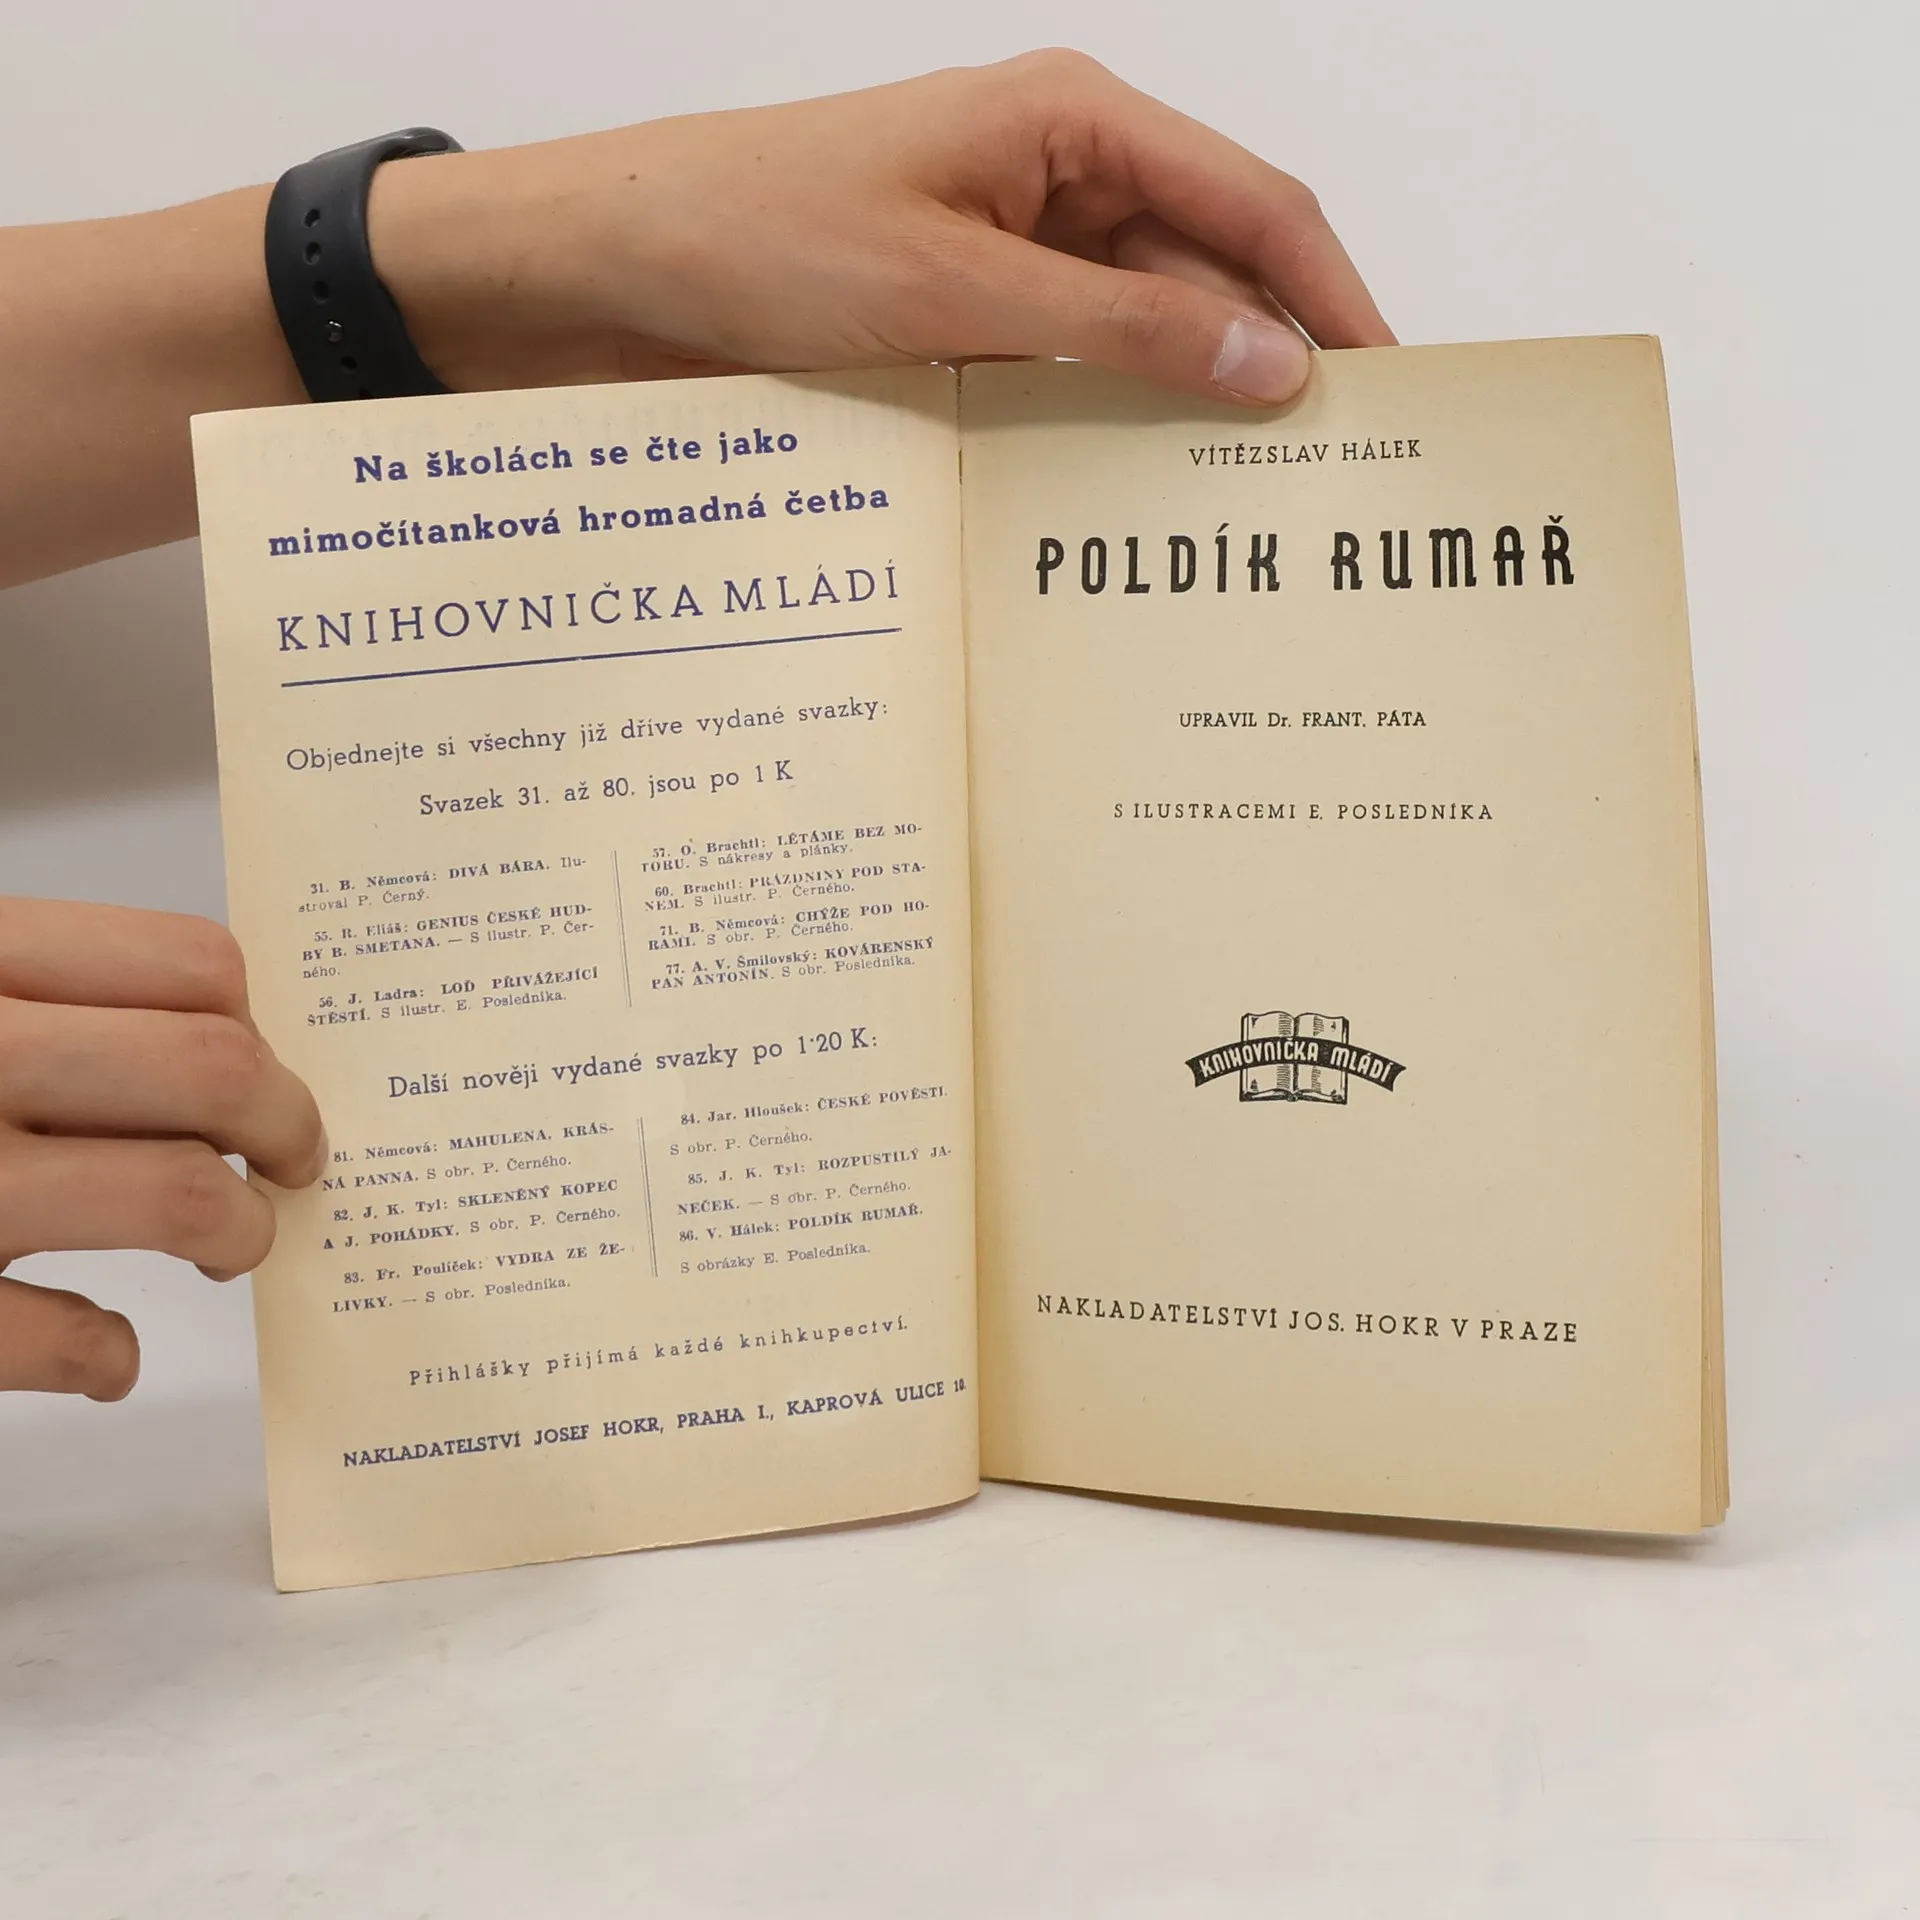 Na školách se čte jako
mimočítanková hromadná četba
KNIHOVNIČKA MLÁDÍ
Objednejte si všechny již dříve vydané svazky:
Svazek 31. až 80. jsou po 1 K
31. B. Němcová: DIVÁ BÁRA. Ilu-
stroval P. Černý.
55. R. Eliáš: GENIUS ČESKÉ HUD-
BY B. SMETANA. — S ilustr. P. Čer-
ného.
56. J. Ladra: LOĎ PŘIVÁŽEJÍCÍ
ŠTĚSTÍ. S ilustr. E. Posledníka.
57. O. Brachtl: LÉTÁME BEZ MO-
TORU. S nákresy a plánky.
60. Brachtl: PRÁZDNINY POD STA-
NEM. S ilustr. P. Černého.
71. B. Němcová: CHÝŽE POD HO-
RAMI. S obr. P. Černého.
77. A. V. Šmilovský: KOVÁRENSKÝ
PAN ANTONÍN. S obr. Posledníka.
Další nověji vydané svazky po 1·20 K:
81. Němcová: MAHULENA, KRÁS-
NÁ PANNA. S obr. P. Černého.
82. J. K. Tyl: SKLENĚNÝ KOPEC
A J. POHÁDKY. S obr. P. Černého.
83. Fr. Poulíček: VYDRA ZE ŽE-
LIVKY. — S obr. Posledníka.
84. Jar. Hloušek: ČESKÉ POVĚSTI.
S obr. P. Černého.
85. J. K. Tyl: ROZPUSTILÝ JA-
NEČEK. — S obr. P. Černého.
86. V. Hálek: POLDÍK RUMAŘ.
S obrázky E. Posledníka.
Přihlášky přijímá každé knihkupectví.
NAKLADATELSTVÍ JOSEF HOKR, PRAHA I., KAPROVÁ ULICE 10.
VÍTĚZSLAV HÁLEK
POLDÍK RUMAŘ
UPRAVIL Dr. FRANT. PÁTA
S ILUSTRACEMI E. POSLEDNÍKA
KNIHOVNIČKA MLÁDÍ
NAKLADATELSTVÍ JOS. HOKR V PRAZE